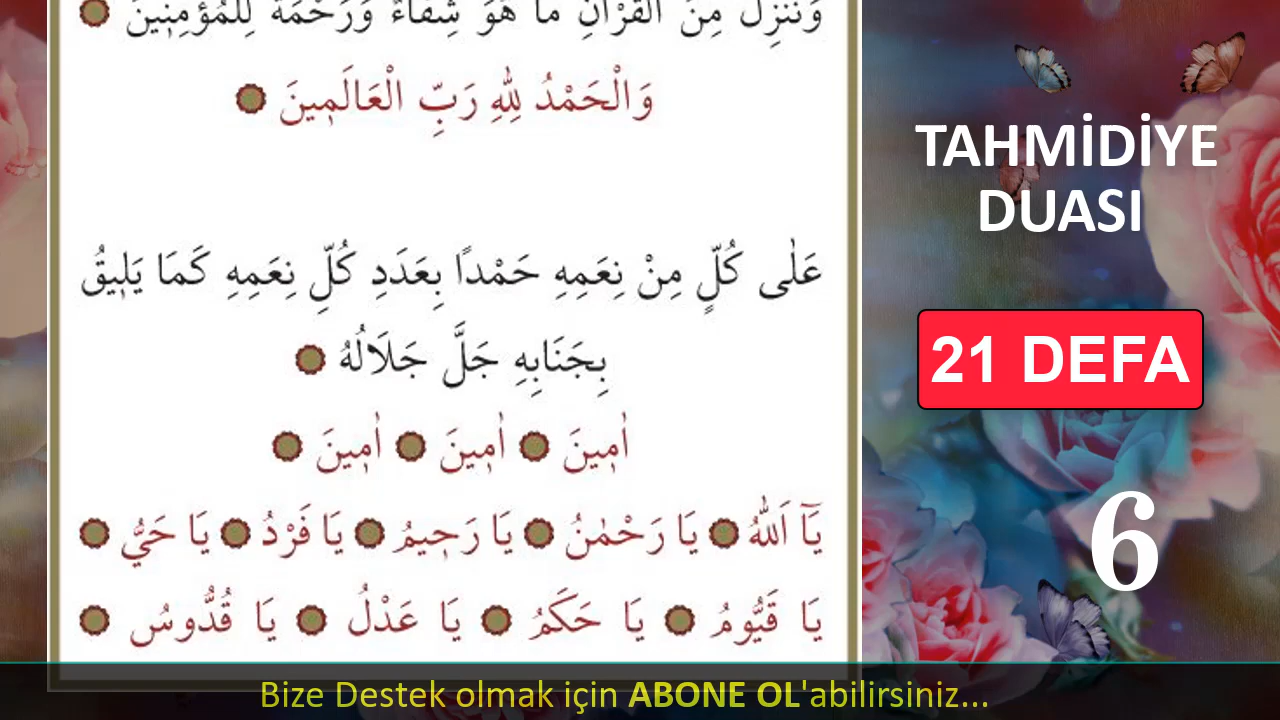 وَنُنَزِّلُ مِنَ الْقُرْاٰنِ مَا هُوَ شِفَاءٌ وَرَحْمَةٌ لِلْمُؤْمِنِينَ
وَالْحَمْدُ لِلّٰهِ رَبِّ الْعَالَمِينَ
عَلٰى كُلٍّ مِنْ نِعَمِهِ حَمْدًا بِعَدَدِ كُلِّ نِعَمِهِ كَمَا يَلِيقُ
بِجَنَابِهِ جَلَّ جَلَالُهُ
اٰمِينَ اٰمِينَ اٰمِينَ
يَآ اَللّٰهُ يَا رَحْمٰنُ يَا رَحِيمُ يَا فَرْدُ يَا حَيُّ
يَا قَيُّومُ يَا حَكَمُ يَا عَدْلُ يَا قُدُّوسُ
TAHMİDİYE
DUASI
21 DEFA
6
Bize Destek olmak için ABONE OL'abilirsiniz...